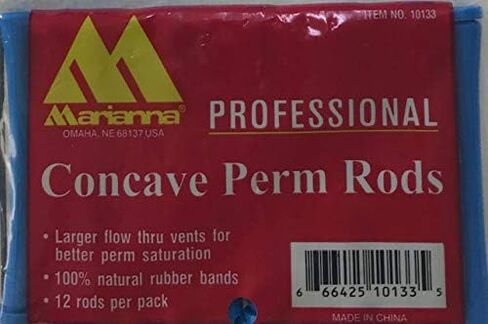 ITEM NO. 10133
Marianna®
OMAHA, NE 68137 USA
PROFESSIONAL
Concave Perm Rods
• Larger flow thru vents for
better perm saturation
• 100% natural rubber bands
• 12 rods per pack
6 66425 10133 5
MADE IN CHINA